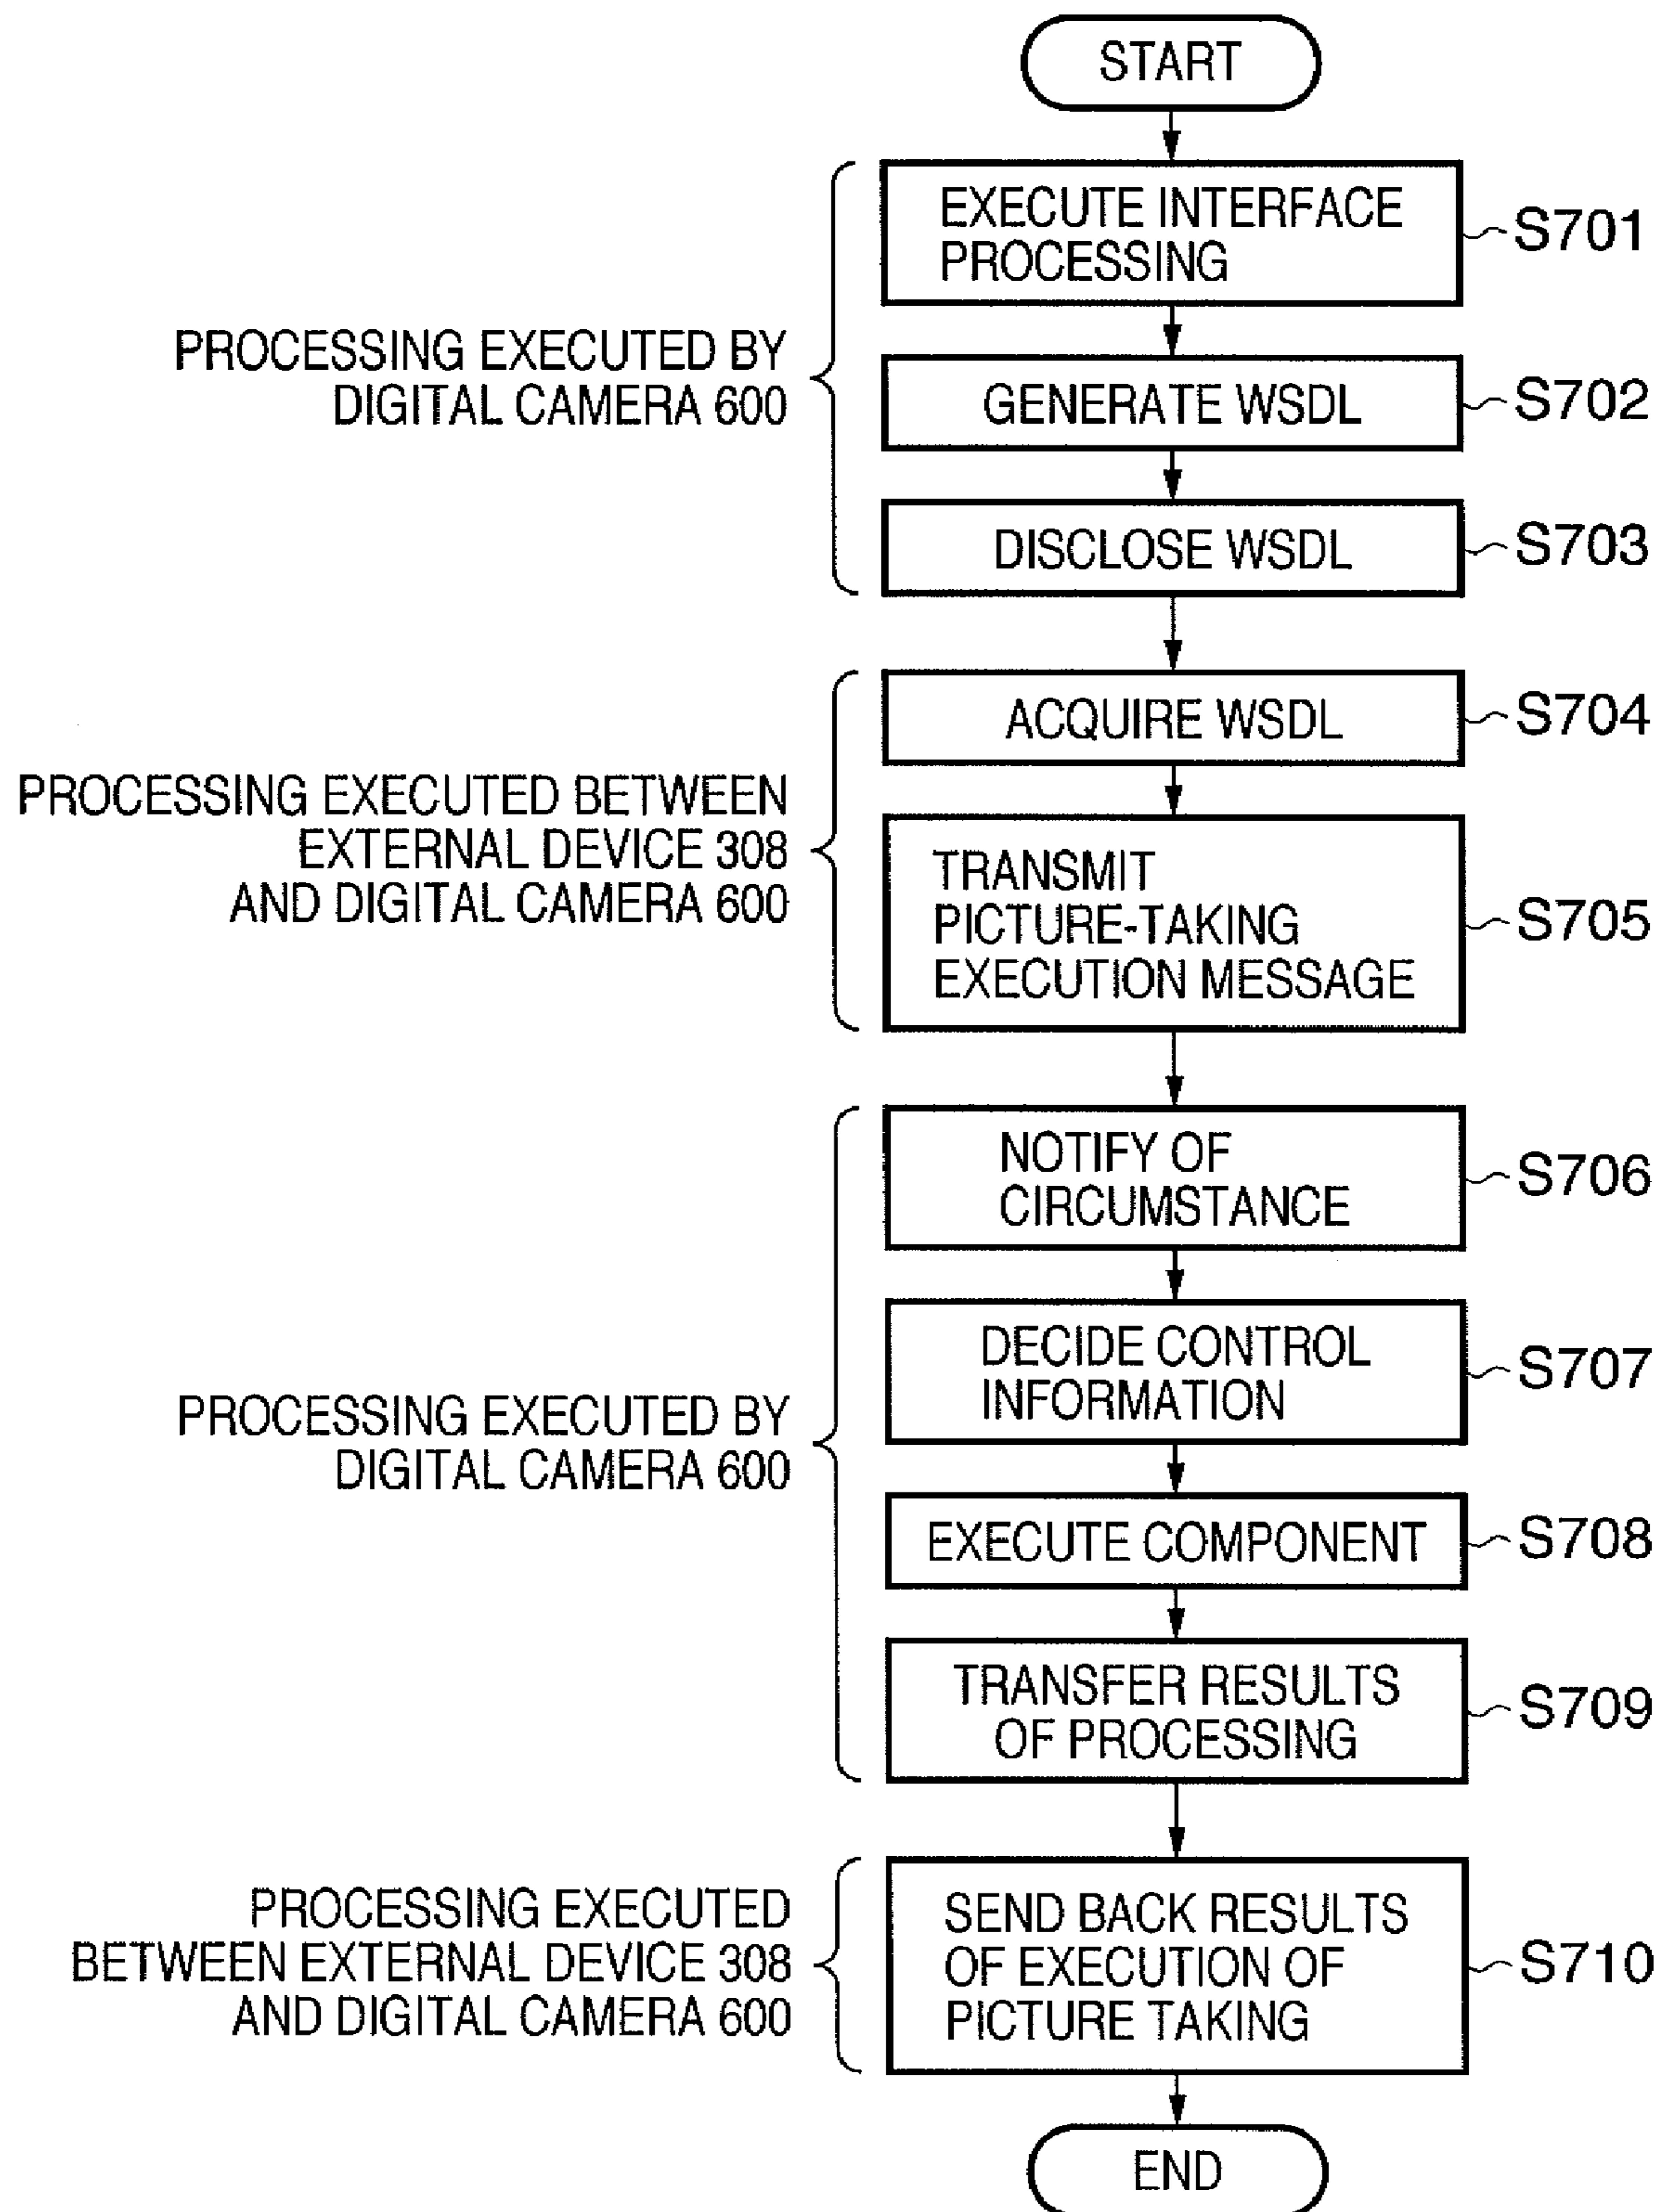 START
EXECUTE INTERFACE
PROCESSING
S701
PROCESSING EXECUTED BY
DIGITAL CAMERA 600
GENERATE WSDL
S702
DISCLOSE WSDL
S703
ACQUIRE WSDL
S704
PROCESSING EXECUTED BETWEEN
EXTERNAL DEVICE 308
AND DIGITAL CAMERA 600
TRANSMIT
PICTURE-TAKING
EXECUTION MESSAGE
S705
NOTIFY OF
CIRCUMSTANCE
S706
DECIDE CONTROL
INFORMATION
S707
PROCESSING EXECUTED BY
DIGITAL CAMERA 600
EXECUTE COMPONENT
S708
TRANSFER RESULTS
OF PROCESSING
S709
PROCESSING EXECUTED
BETWEEN EXTERNAL DEVICE 308
AND DIGITAL CAMERA 600
SEND BACK RESULTS
OF EXECUTION OF
PICTURE TAKING
S710
END